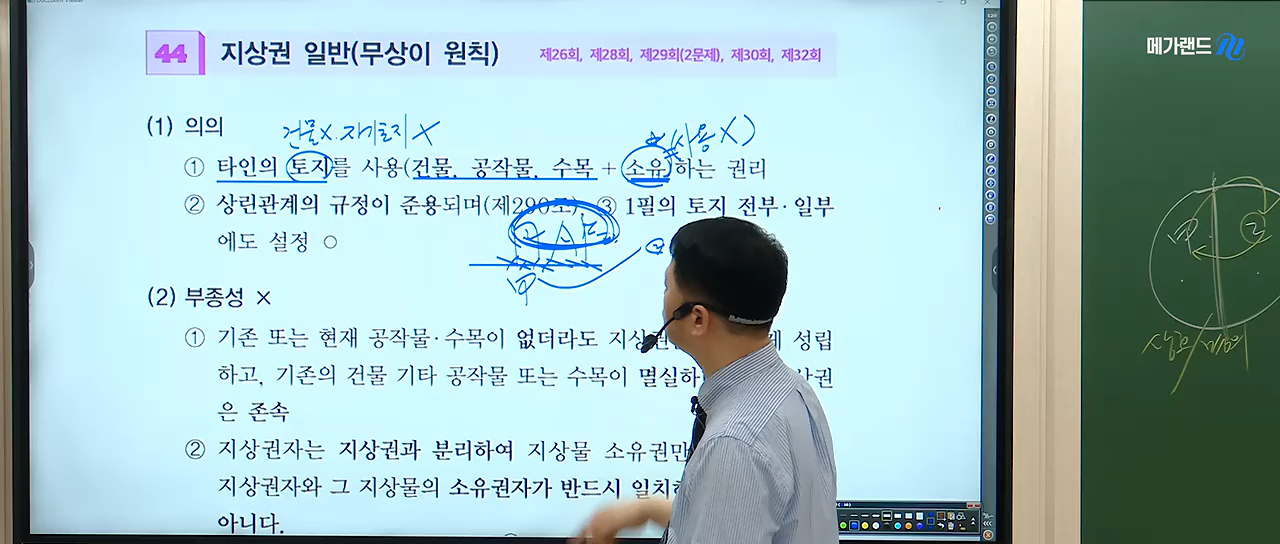 44 지상권 일반(무상이 원칙) 제26회, 제28회, 제29회(2문제), 제30회, 제32회
메가랜드
(1) 의의
건물X. 자기토지X
(사용X)
① 타인의 토지를 사용(건물, 공작물, 수목 + 소유)하는 권리
② 상린관계의 규정이 준용되며(제290조), ③ 1필의 토지 전부·일부
에도 설정 ○
(2) 부종성 ×
① 기존 또는 현재 공작물·수목이 없더라도 지상권 성립
하고, 기존의 건물 기타 공작물 또는 수목이 멸실하 상권
은 존속
② 지상권자는 지상권과 분리하여 지상물 소유권만
지상권자와 그 지상물의 소유권자가 반드시 일치하
아니다.